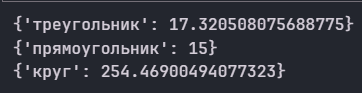 {'треугольник': 17.320508075688775}
{'прямоугольник': 15}
{'круг': 254.46900494077323}